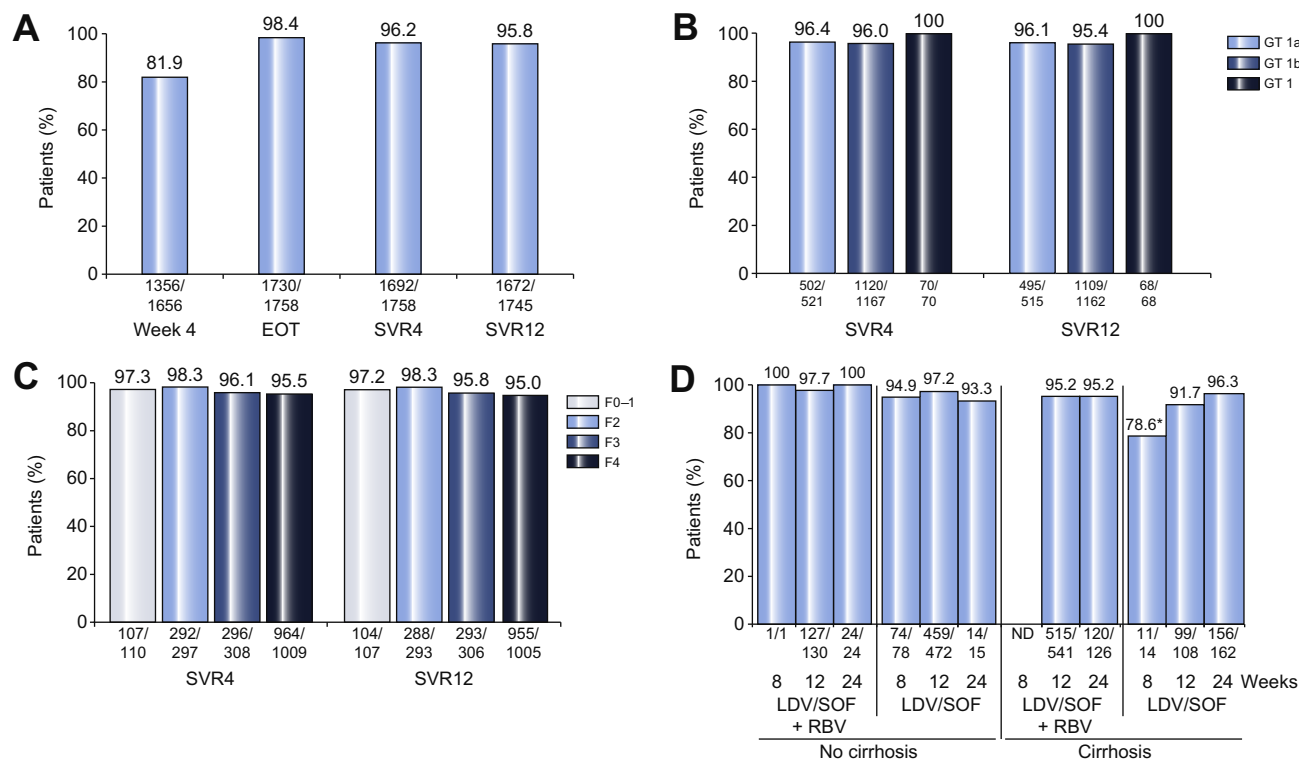 A
Patients (%)
100
80
60
40
20
0
81.9
98.4
96.2
95.8
1356/ 1730/ 1692/ 1672/
1656 1758 1758 1745
Week 4 EOT SVR4 SVR12
B
Patients (%)
100
80
60
40
20
0
96.4 96.0 100 96.1 95.4 100
GT 1a
GT 1b
GT 1
502/ 1120/ 70/ 495/ 1109/ 68/
521 1167 70 515 1162 68
SVR4 SVR12
C
Patients (%)
100
80
60
40
20
0
97.3 98.3 96.1 95.5 97.2 98.3 95.8 95.0
F0–1
F2
F3
F4
107/ 292/ 296/ 964/ 104/ 288/ 293/ 955/
110 297 308 1009 107 293 306 1005
SVR4 SVR12
D
Patients (%)
100
80
60
40
20
0
100 97.7 100 94.9 97.2 93.3 95.2 95.2 78.6* 91.7 96.3
1/1 127/ 24/ 74/ 459/ 14/ ND 515/ 120/ 11/ 99/ 156/
130 24 78 472 15 541 126 14 108 162
8 12 24 8 12 24 8 12 24 8 12 24 Weeks
LDV/SOF LDV/SOF LDV/SOF LDV/SOF
+ RBV + RBV
No cirrhosis Cirrhosis